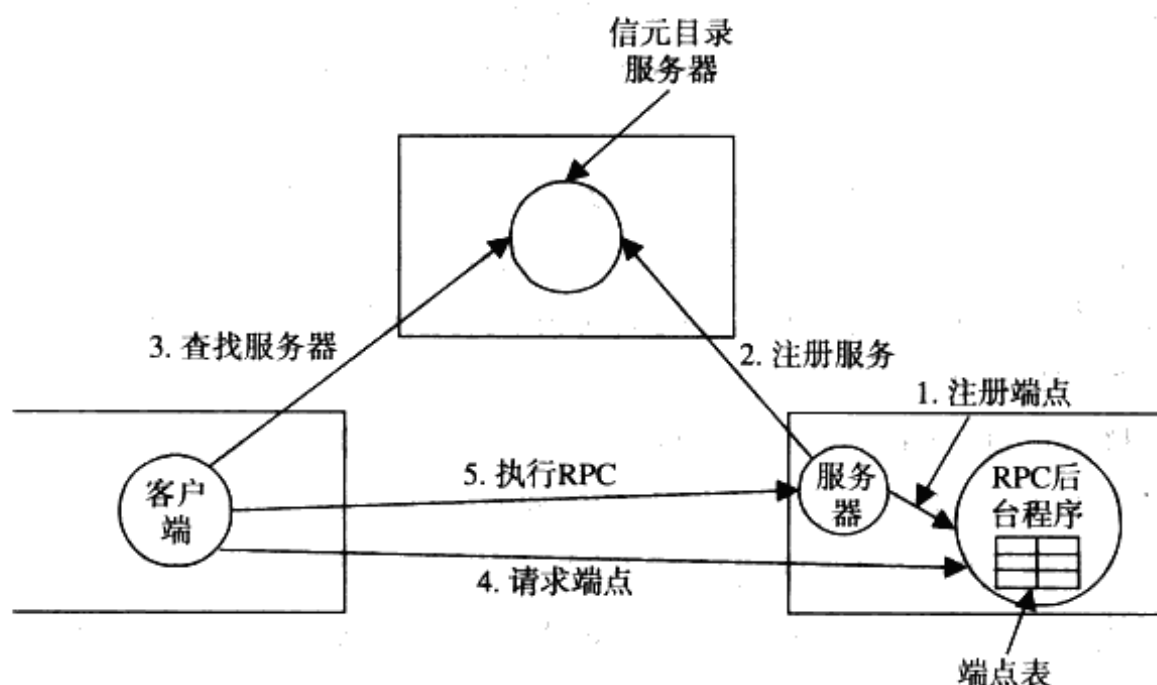 信元目录
服务器
3. 查找服务器
2. 注册服务
1. 注册端点
客户
端
5. 执行RPC
服务
器
RPC后
台程序
4. 请求端点
端点表